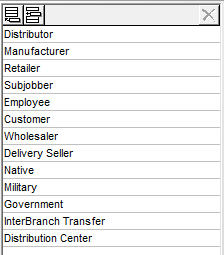 Distributor
Manufacturer
Retailer
Subjobber
Employee
Customer
Wholesaler
Delivery Seller
Native
Military
Government
InterBranch Transfer
Distribution Center